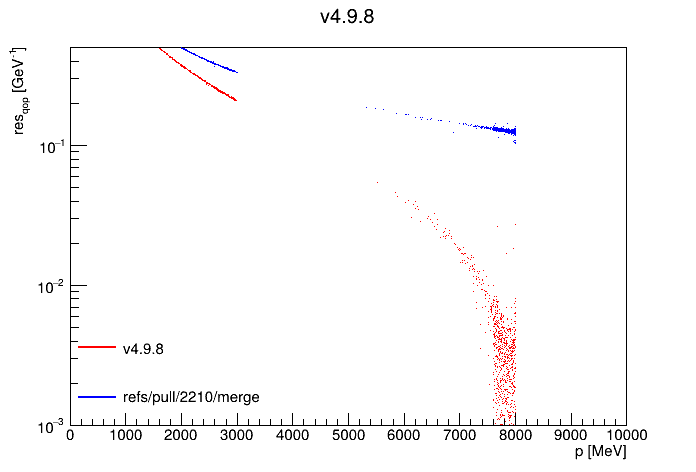 v4.9.8
res_qop [GeV⁻¹]
10⁻¹
10⁻²
10⁻³
v4.9.8
refs/pull/2210/merge
0 1000 2000 3000 4000 5000 6000 7000 8000 9000 10000
p [MeV]